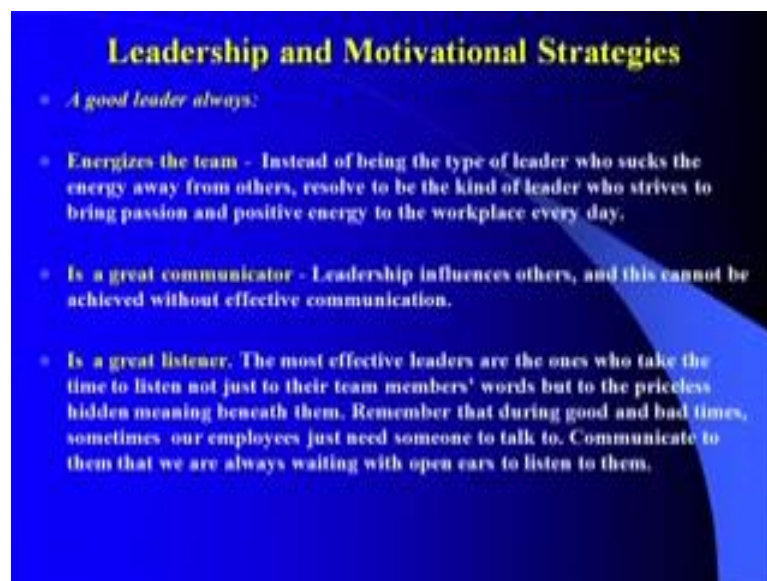 Leadership and Motivational Strategies
A good leader always:
Energizes the team - Instead of being the type of leader who sucks the
energy away from others, resolve to be the kind of leader who strives to
bring passion and positive energy to the workplace every day.
Is a great communicator - Leadership influences others, and this cannot be
achieved without effective communication.
Is a great listener. The most effective leaders are the ones who take the
time to listen not just to their team members' words but to the priceless
hidden meaning beneath them. Remember that during good and bad times,
sometimes our employees just need someone to talk to. Communicate to
them that we are always waiting with open ears to listen to them.